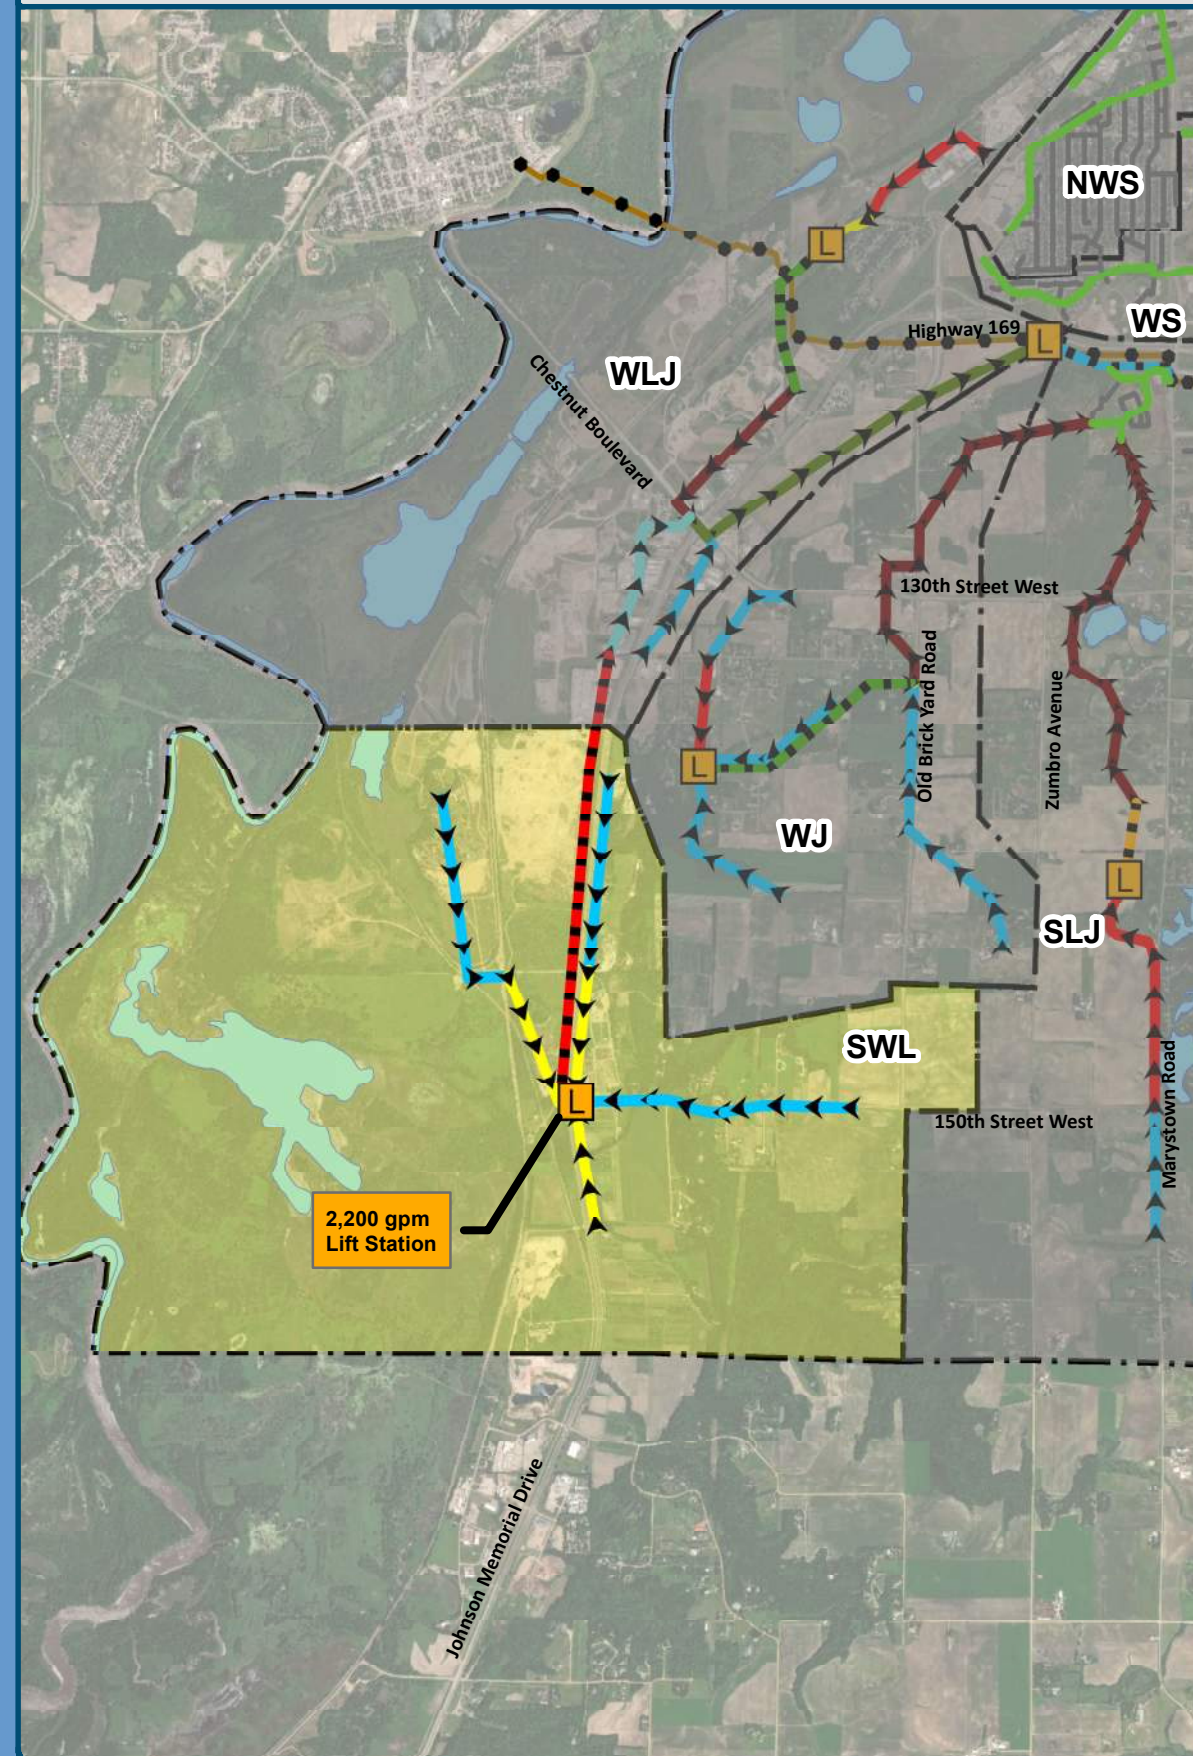 NWS
L
WS
Highway 169
L
WLJ
Chestnut Boulevard
130th Street West
Old Brick Yard Road
Zumbro Avenue
L
WJ
L
SLJ
SWL
Marystown Road
L
150th Street West
2,200 gpm
Lift Station
Johnson Memorial Drive